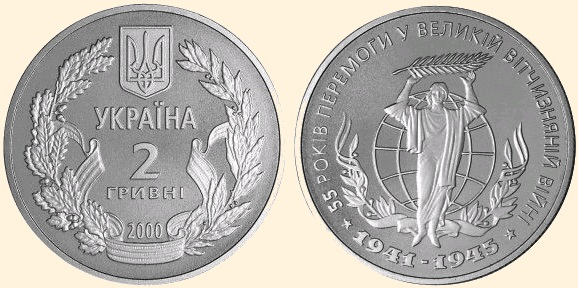 УКРАЇНА
2
ГРИВНІ
2000
55 РОКІВ ПЕРЕМОГИ У ВЕЛИКІЙ ВІТЧИЗНЯНІЙ ВІЙНІ
1941-1945